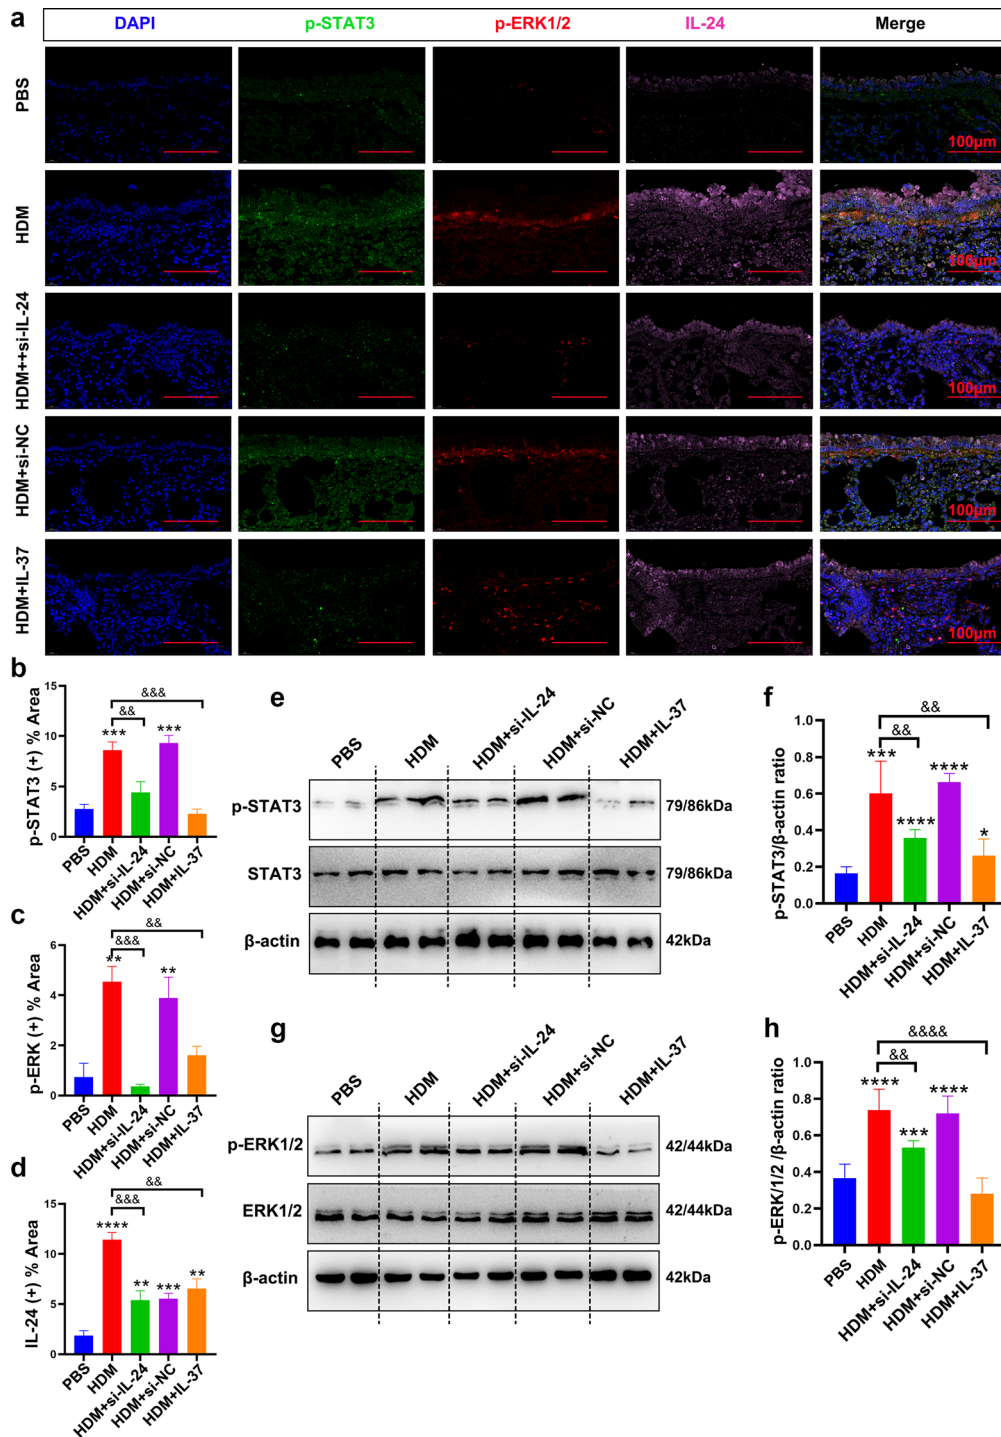 a
DAPI p-STAT3 p-ERK1/2 IL-24 Merge
PBS
100μm
HDM
100μm
HDM++si-IL-24
100μm
HDM+si-NC
100μm
HDM+IL-37
100μm
b
p-STAT3 (+) % Area
15
10
5
0
&&&
&&
*** ***
PBS HDM HDM+si-IL-24 HDM+si-NC HDM+IL-37
c
p-ERK (+) % Area
6
4
2
0
&&
&&&
** **
PBS HDM HDM+si-IL-24 HDM+si-NC HDM+IL-37
d
IL-24 (+) % Area
15
10
5
0
&&
&&&
**** ** *** **
PBS HDM HDM+si-IL-24 HDM+si-NC HDM+IL-37
e
PBS HDM HDM+si-IL-24 HDM+si-NC HDM+IL-37
p-STAT3 79/86kDa
STAT3 79/86kDa
β-actin 42kDa
f
p-STAT3/β-actin ratio
1.0
0.8
0.6
0.4
0.2
0.0
&&
&&
*** **** **** *
PBS HDM HDM+si-IL-24 HDM+si-NC HDM+IL-37
g
PBS HDM HDM+si-IL-24 HDM+si-NC HDM+IL-37
p-ERK1/2 42/44kDa
ERK1/2 42/44kDa
β-actin 42kDa
h
p-ERK/1/2 /β-actin ratio
1.0
0.8
0.6
0.4
0.2
0.0
&&&&
&&
**** *** ****
PBS HDM HDM+si-IL-24 HDM+si-NC HDM+IL-37